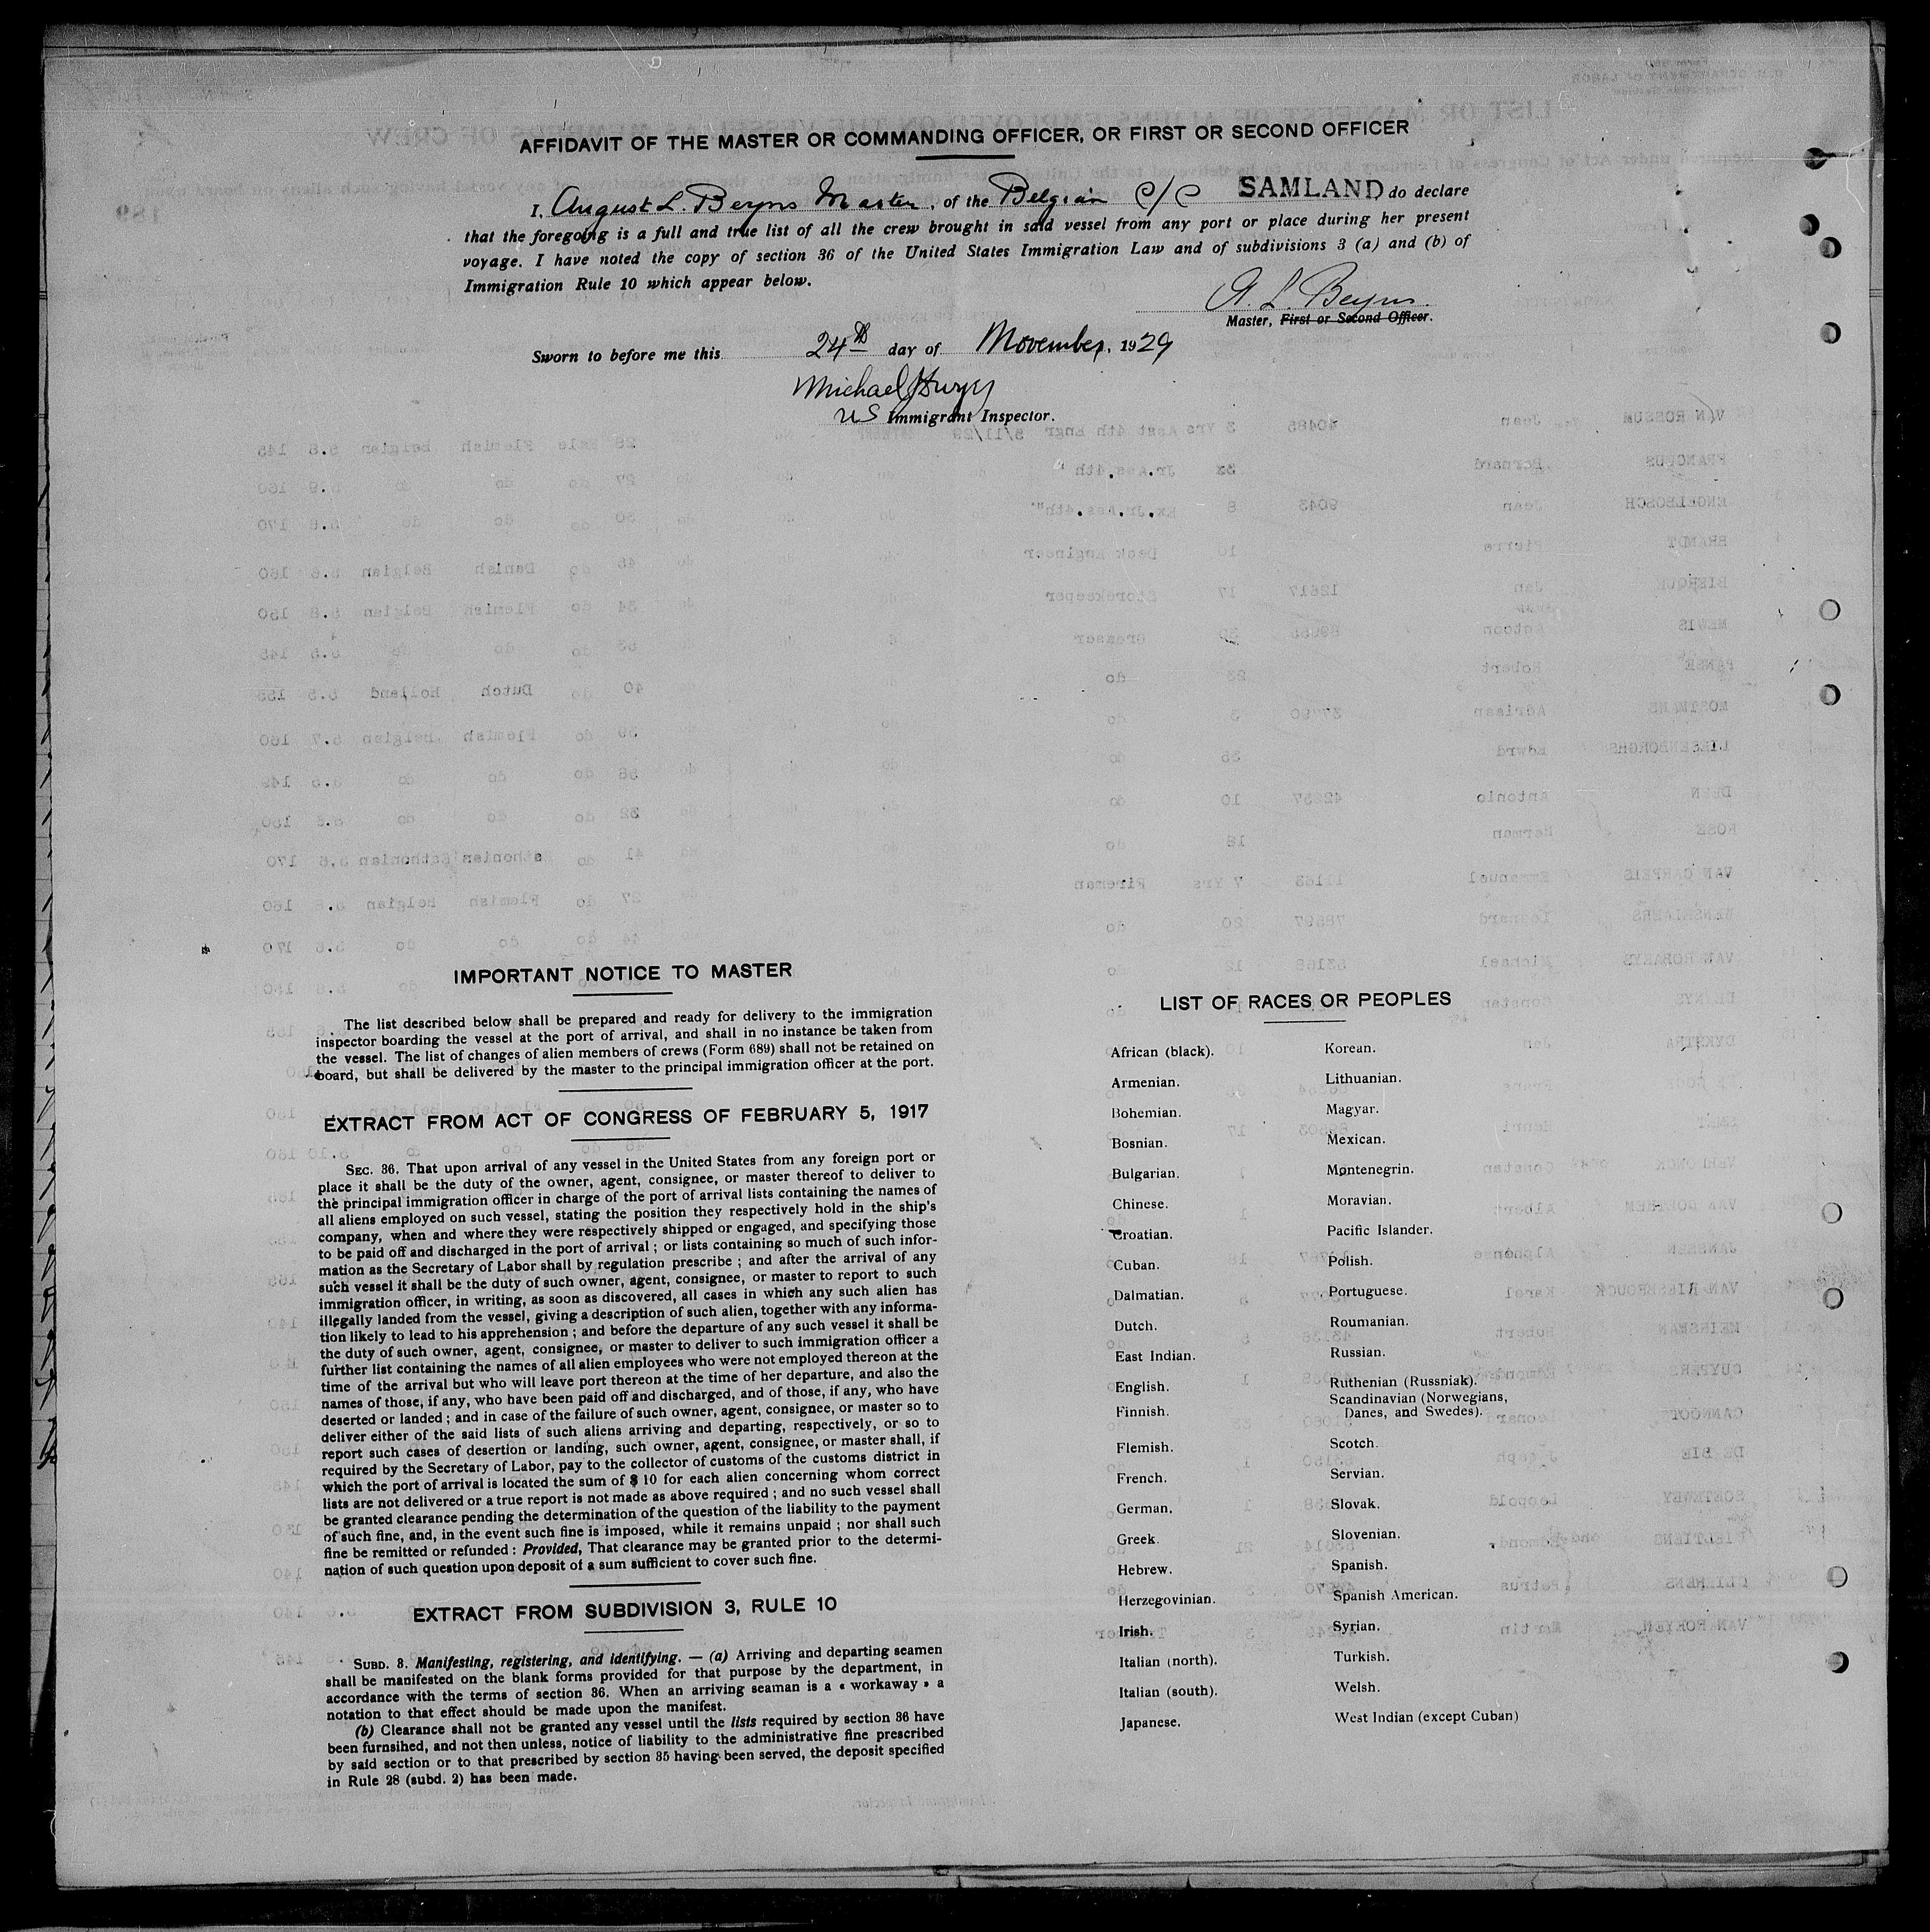 AFFIDAVIT OF THE MASTER OR COMMANDING OFFICER, OR FIRST OR SECOND OFFICER
I, August L. Beyns Master, of the Belgian S/S SAMLAND, do declare
that the foregoing is a full and true list of all the crew brought in said vessel from any port or place during her present
voyage. I have noted the copy of section 36 of the United States Immigration Law and of subdivisions 3 (a) and (b) of
Immigration Rule 10 which appear below.
A. L. Beyns.
Master, First or Second Officer.
Sworn to before me this 24th day of November, 1929
Michael
US Immigrant Inspector.
IMPORTANT NOTICE TO MASTER
The list described below shall be prepared and ready for delivery to the immigration
inspector boarding the vessel at the port of arrival, and shall in no instance be taken from
the vessel. The list of changes of alien members of crews (Form 689) shall not be retained on
board, but shall be delivered by the master to the principal immigration officer at the port.
EXTRACT FROM ACT OF CONGRESS OF FEBRUARY 5, 1917
SEC. 36. That upon arrival of any vessel in the United States from any foreign port or
place it shall be the duty of the owner, agent, consignee, or master thereof to deliver to
the principal immigration officer in charge of the port of arrival lists containing the names of
all aliens employed on such vessel, stating the position they respectively hold in the ship's
company, when and where they were respectively shipped or engaged, and specifying those
to be paid off and discharged in the port of arrival ; or lists containing so much of such infor-
mation as the Secretary of Labor shall by regulation prescribe ; and after the arrival of any
such vessel it shall be the duty of such owner, agent, consignee, or master to report to such
immigration officer, in writing, as soon as discovered, all cases in which any such alien has
illegally landed from the vessel, giving a description of such alien, together with any informa-
tion likely to lead to his apprehension ; and before the departure of any such vessel it shall be
the duty of such owner, agent, consignee, or master to deliver to such immigration officer a
further list containing the names of all alien employees who were not employed thereon at the
time of the arrival but who will leave port thereon at the time of her departure, and also the
names of those, if any, who have been paid off and discharged, and of those, if any, who have
deserted or landed ; and in case of the failure of such owner, agent, consignee, or master so to
deliver either of the said lists of such aliens arriving and departing, respectively, or so to
report such cases of desertion or landing, such owner, agent, consignee, or master shall, if
required by the Secretary of Labor, pay to the collector of customs of the customs district in
which the port of arrival is located the sum of $ 10 for each alien concerning whom correct
lists are not delivered or a true report is not made as above required ; and no such vessel shall
be granted clearance pending the determination of the question of the liability to the payment
of such fine, and, in the event such fine is imposed, while it remains unpaid ; nor shall such
fine be remitted or refunded : Provided, That clearance may be granted prior to the determi-
nation of such question upon deposit of a sum sufficient to cover such fine.
EXTRACT FROM SUBDIVISION 3, RULE 10
SUBD. 3. Manifesting, registering, and identifying. — (a) Arriving and departing seamen
shall be manifested on the blank forms provided for that purpose by the department, in
accordance with the terms of section 36. When an arriving seaman is a « workaway » a
notation to that effect should be made upon the manifest.
(b) Clearance shall not be granted any vessel until the lists required by section 36 have
been furnsihed, and not then unless, notice of liability to the administrative fine prescribed
by said section or to that prescribed by section 35 having been served, the deposit specified
in Rule 28 (subd. 2) has been made.
LIST OF RACES OR PEOPLES
African (black).
Armenian.
Bohemian.
Bosnian.
Bulgarian.
Chinese.
Croatian.
Cuban.
Dalmatian.
Dutch.
East Indian.
English.
Finnish.
Flemish.
French.
German.
Greek.
Hebrew.
Herzegovinian.
Irish.
Italian (north).
Italian (south).
Japanese.
Korean.
Lithuanian.
Magyar.
Mexican.
Montenegrin.
Moravian.
Pacific Islander.
Polish.
Portuguese.
Roumanian.
Russian.
Ruthenian (Russniak).
Scandinavian (Norwegians,
Danes, and Swedes).
Scotch.
Servian.
Slovak.
Slovenian.
Spanish.
Spanish American.
Syrian.
Turkish.
Welsh.
West Indian (except Cuban)